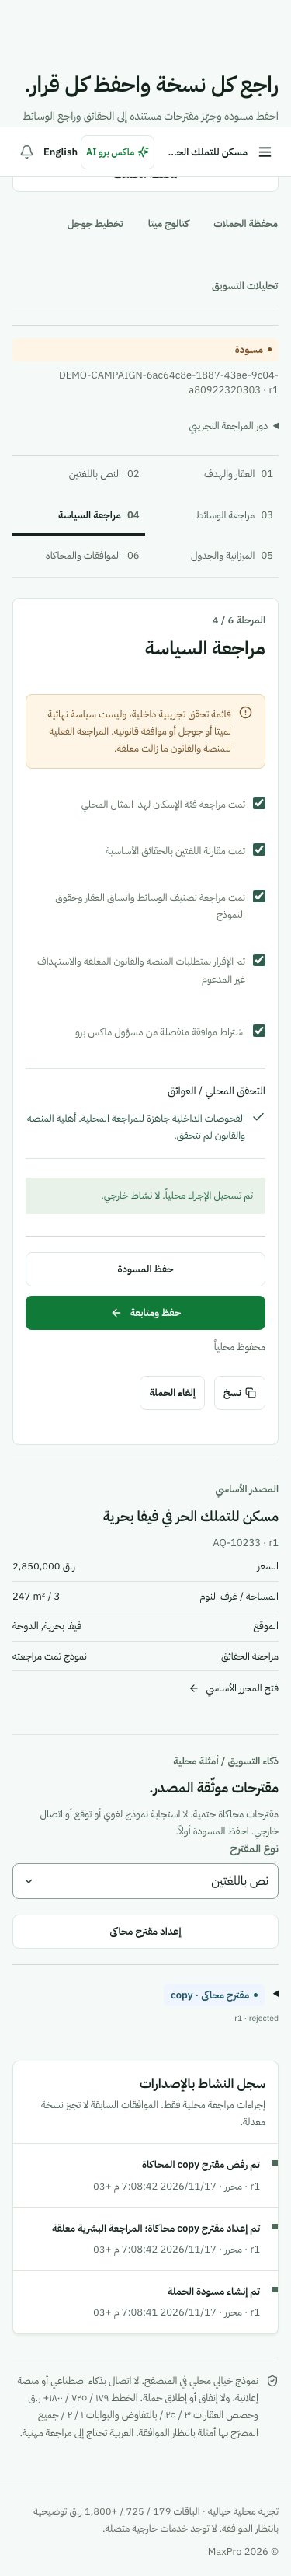 راجع كل نسخة واحفظ كل قرار.
احفظ مسودة وجهّز مقترحات مستندة إلى الحقائق وراجع الوسائط
مسكن للتملك الحـ...
ماكس برو AI
English
محفظة الحملات
كتالوج ميتا
تخطيط جوجل
تحليلات التسويق
مسودة
DEMO-CAMPAIGN-6ac64c8e-1887-43ae-9c04-
a80922320303 · r1
دور المراجعة التجريبي
01 العقار والهدف
02 النص باللغتين
03 مراجعة الوسائط
04 مراجعة السياسة
05 الميزانية والجدول
06 الموافقات والمحاكاة
المرحلة 6 / 4
مراجعة السياسة
قائمة تحقق تجريبية داخلية، وليست سياسة نهائية
لميتا أو جوجل أو موافقة قانونية. المراجعة الفعلية
للمنصة والقانون ما زالت معلقة.
تمت مراجعة فئة الإسكان لهذا المثال المحلي
تمت مقارنة اللغتين بالحقائق الأساسية
تمت مراجعة تصنيف الوسائط واتساق العقار وحقوق
النموذج
تم الإقرار بمتطلبات المنصة والقانون المعلقة والاستهداف
غير المدعوم
اشتراط موافقة منفصلة من مسؤول ماكس برو
التحقق المحلي / العوائق
الفحوصات الداخلية جاهزة للمراجعة المحلية. أهلية المنصة
والقانون لم تتحقق.
تم تسجيل الإجراء محلياً. لا نشاط خارجي.
حفظ المسودة
حفظ ومتابعة
محفوظ محلياً
نسخ
إلغاء الحملة
المصدر الأساسي
مسكن للتملك الحر في فيفا بحرية
AQ-10233 · r1
السعر
ر.ق 2,850,000
المساحة / غرف النوم
247 m² / 3
الموقع
فيفا بحرية, الدوحة
مراجعة الحقائق
نموذج تمت مراجعته
فتح المحرر الأساسي
ذكاء التسويق / أمثلة محلية
مقترحات موثّقة المصدر.
مقترحات محاكاة حتمية. لا استجابة نموذج لغوي أو توقع أو اتصال
خارجي. احفظ المسودة أولاً.
نوع المقترح
نص باللغتين
إعداد مقترح محاكى
مقترح محاكى · copy
r1 · rejected
سجل النشاط بالإصدارات
إجراءات مراجعة محلية فقط. الموافقات السابقة لا تجيز نسخة
معدلة.
تم رفض مقترح copy المحاكاة
r1 · محرر · 2026/11/17 7:08:42 م +03
تم إعداد مقترح copy محاكاة؛ المراجعة البشرية معلقة
r1 · محرر · 2026/11/17 7:08:42 م +03
تم إنشاء مسودة الحملة
r1 · محرر · 2026/11/17 7:08:41 م +03
نموذج خيالي محلي في المتصفح. لا اتصال بذكاء اصطناعي أو منصة
إعلانية، ولا إنفاق أو إطلاق حملة. الخطط ١٧٩ / ٧٢٥ / ١٨٠٠+ ر.ق
وحصص العقارات ٣ / ٢٥ / بالتفاوض والبوابات ١ / ٢ / جميع
المصرّح بها أمثلة بانتظار الموافقة. العربية تحتاج إلى مراجعة مهنية.
تجربة محلية خيالية · الباقات 179 / 725 / +1,800 ر.ق توضيحية
بانتظار الموافقة. لا توجد خدمات خارجية متصلة.
© 2026 MaxPro